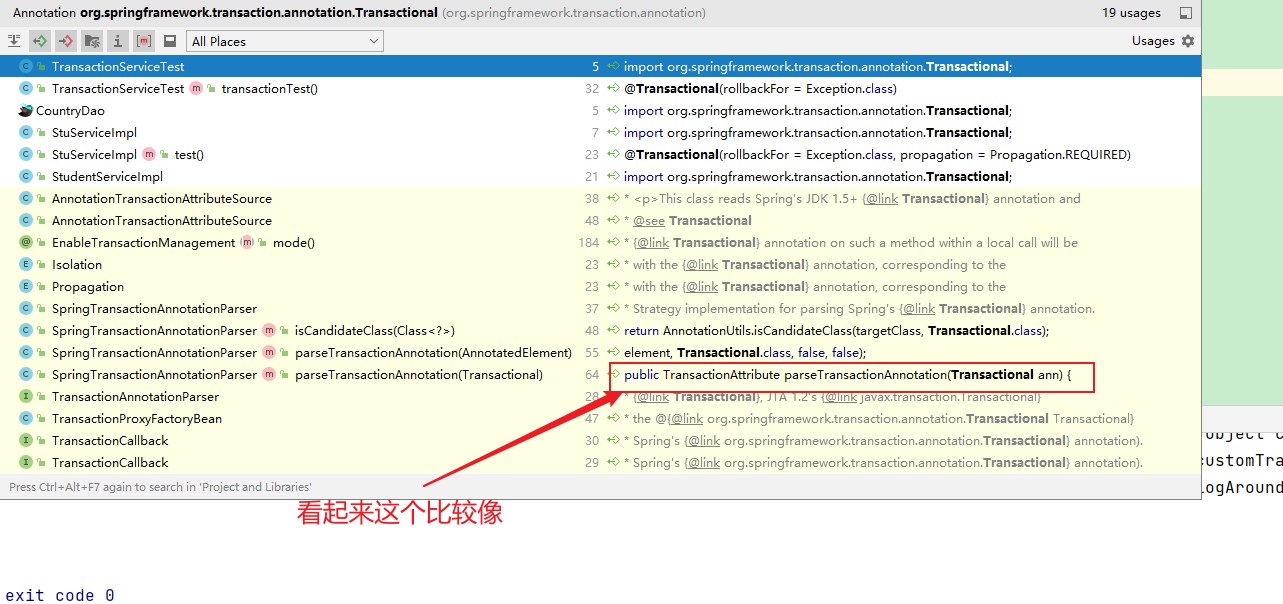 Annotation org.springframework.transaction.annotation.Transactional (org.springframework.transaction.annotation) 19 usages
All Places Usages
TransactionServiceTest 5 import org.springframework.transaction.annotation.Transactional;
TransactionServiceTest m transactionTest() 32 @Transactional(rollbackFor = Exception.class)
CountryDao 5 import org.springframework.transaction.annotation.Transactional;
StuServiceImpl 7 import org.springframework.transaction.annotation.Transactional;
StuServiceImpl m test() 23 @Transactional(rollbackFor = Exception.class, propagation = Propagation.REQUIRED)
StudentServiceImpl 21 import org.springframework.transaction.annotation.Transactional;
AnnotationTransactionAttributeSource 38 * <p>This class reads Spring's JDK 1.5+ {@link Transactional} annotation and
AnnotationTransactionAttributeSource 48 * @see Transactional
EnableTransactionManagement m mode() 184 * {@link Transactional} annotation on such a method within a local call will be
Isolation 23 * with the {@link Transactional} annotation, corresponding to the
Propagation 23 * with the {@link Transactional} annotation, corresponding to the
SpringTransactionAnnotationParser 37 * Strategy implementation for parsing Spring's {@link Transactional} annotation.
SpringTransactionAnnotationParser m isCandidateClass(Class<?>) 48 return AnnotationUtils.isCandidateClass(targetClass, Transactional.class);
SpringTransactionAnnotationParser m parseTransactionAnnotation(AnnotatedElement) 55 element, Transactional.class, false, false);
SpringTransactionAnnotationParser m parseTransactionAnnotation(Transactional) 64 public TransactionAttribute parseTransactionAnnotation(Transactional ann) {
TransactionAnnotationParser 28 * {@link Transactional}, JTA 1.2's {@link javax.transaction.Transactional}
TransactionProxyFactoryBean 47 * the @{@link org.springframework.transaction.annotation.Transactional Transactional}
TransactionCallback 30 * Spring's {@link org.springframework.transaction.annotation.Transactional} annotation).
TransactionCallback 29 * Spring's {@link org.springframework.transaction.annotation.Transactional} annotation).
Press Ctrl+Alt+F7 again to search in 'Project and Libraries'
看起来这个比较像
object c
customTra
LogAround
exit code 0